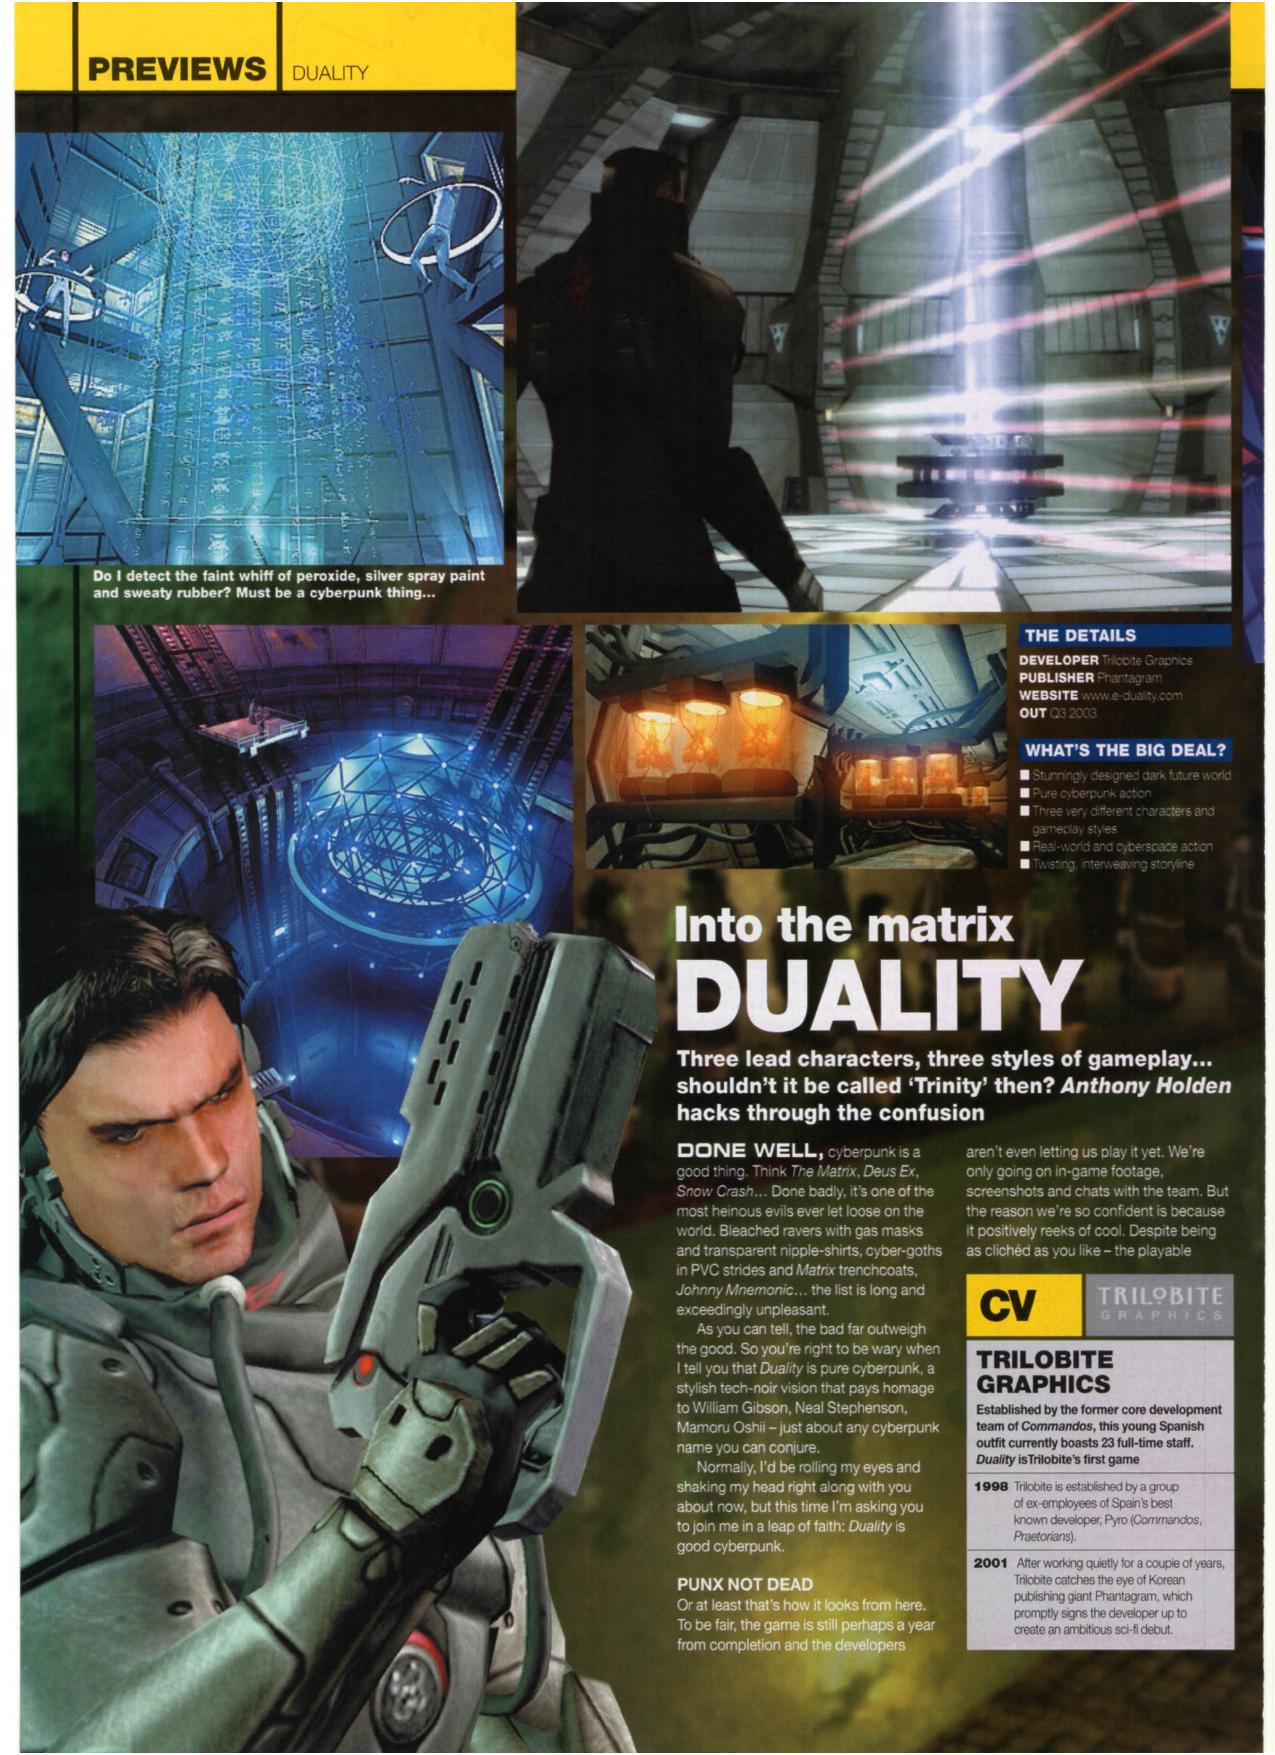 PREVIEWS
DUALITY
Do I detect the faint whiff of peroxide, silver spray paint
and sweaty rubber? Must be a cyberpunk thing...
THE DETAILS
DEVELOPER Trilobite Graphics
PUBLISHER Phantagram
WEBSITE www.e-duality.com
OUT Q3 2003
WHAT'S THE BIG DEAL?
Stunningly designed dark future world
Pure cyberpunk action
Three very different characters and
gameplay styles
Real-world and cyberspace action
Twisting, interweaving storyline
Into the matrix
DUALITY
Three lead characters, three styles of gameplay...
shouldn't it be called 'Trinity' then? Anthony Holden
hacks through the confusion
DONE WELL, cyberpunk is a
good thing. Think The Matrix, Deus Ex,
Snow Crash... Done badly, it's one of the
most heinous evils ever let loose on the
world. Bleached ravers with gas masks
and transparent nipple-shirts, cyber-goths
in PVC strides and Matrix trenchcoats,
Johnny Mnemonic... the list is long and
exceedingly unpleasant.
As you can tell, the bad far outweigh
the good. So you're right to be wary when
I tell you that Duality is pure cyberpunk, a
stylish tech-noir vision that pays homage
to William Gibson, Neal Stephenson,
Mamoru Oshii – just about any cyberpunk
name you can conjure.
Normally, I'd be rolling my eyes and
shaking my head right along with you
about now, but this time I'm asking you
to join me in a leap of faith: Duality is
good cyberpunk.
PUNX NOT DEAD
Or at least that's how it looks from here.
To be fair, the game is still perhaps a year
from completion and the developers
aren't even letting us play it yet. We're
only going on in-game footage,
screenshots and chats with the team. But
the reason we're so confident is because
it positively reeks of cool. Despite being
as clichéd as you like – the playable
CV
TRILOBITE
GRAPHICS
TRILOBITE
GRAPHICS
Established by the former core development
team of Commandos, this young Spanish
outfit currently boasts 23 full-time staff.
Duality isTrilobite's first game
1998 Trilobite is established by a group
of ex-employees of Spain's best
known developer, Pyro (Commandos,
Praetorians).
2001 After working quietly for a couple of years,
Trilobite catches the eye of Korean
publishing giant Phantagram, which
promptly signs the developer up to
create an ambitious sci-fi debut.